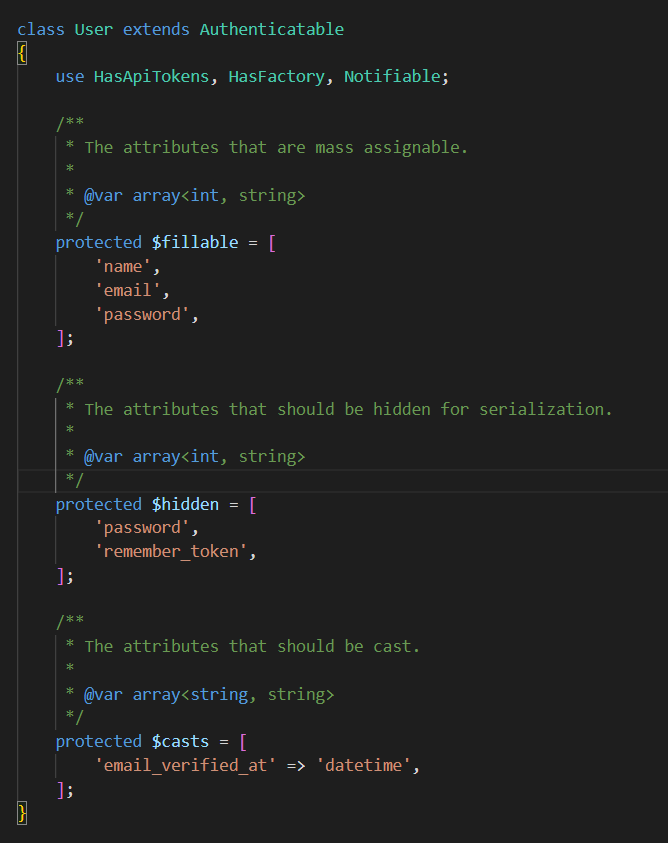 class User extends Authenticatable
{
    use HasApiTokens, HasFactory, Notifiable;

    /**
     * The attributes that are mass assignable.
     *
     * @var array<int, string>
     */
    protected $fillable = [
        'name',
        'email',
        'password',
    ];

    /**
     * The attributes that should be hidden for serialization.
     *
     * @var array<int, string>
     */
    protected $hidden = [
        'password',
        'remember_token',
    ];

    /**
     * The attributes that should be cast.
     *
     * @var array<string, string>
     */
    protected $casts = [
        'email_verified_at' => 'datetime',
    ];
}